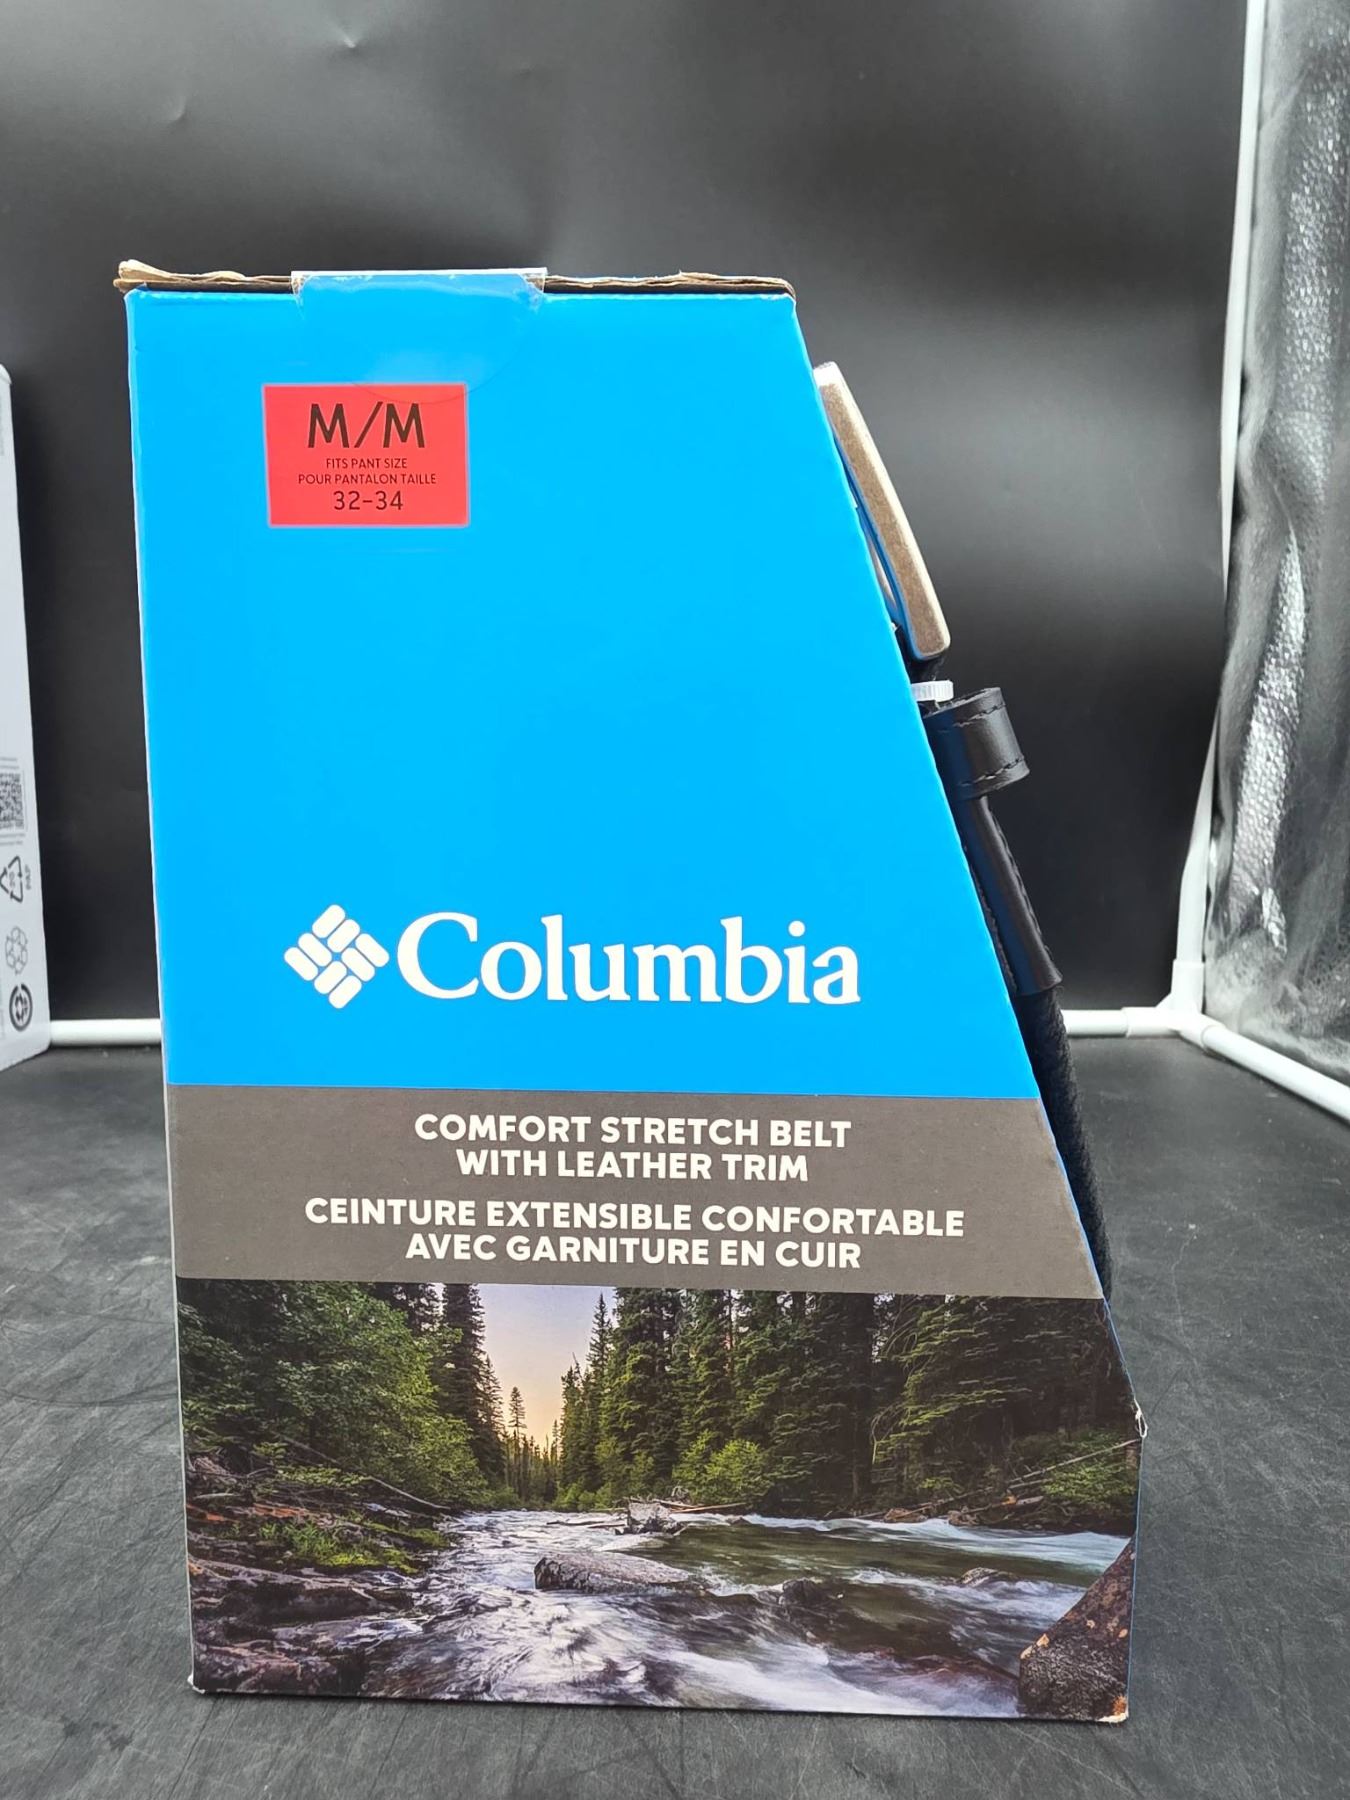 M/M
FITS PANT SIZE
POUR PANTALON TAILLE
32-34
Columbia
COMFORT STRETCH BELT
WITH LEATHER TRIM
CEINTURE EXTENSIBLE CONFORTABLE
AVEC GARNITURE EN CUIR
PAP